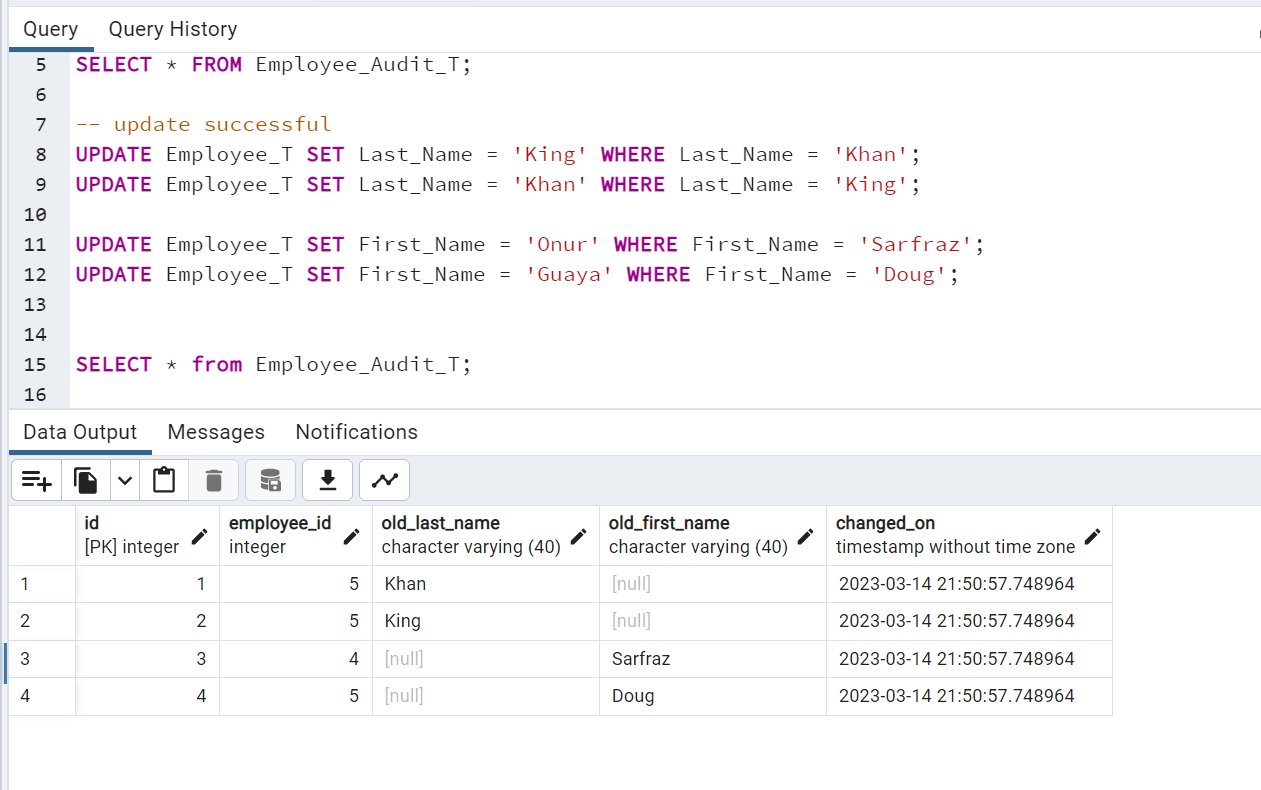 Query Query History
5 SELECT * FROM Employee_Audit_T;
6
7 -- update successful
8 UPDATE Employee_T SET Last_Name = 'King' WHERE Last_Name = 'Khan';
9 UPDATE Employee_T SET Last_Name = 'Khan' WHERE Last_Name = 'King';
10
11 UPDATE Employee_T SET First_Name = 'Onur' WHERE First_Name = 'Sarfraz';
12 UPDATE Employee_T SET First_Name = 'Guaya' WHERE First_Name = 'Doug';
13
14
15 SELECT * from Employee_Audit_T;
16
Data Output Messages Notifications
id employee_id old_last_name old_first_name changed_on
[PK] integer integer character varying (40) character varying (40) timestamp without time zone
1 1 5 Khan [null] 2023-03-14 21:50:57.748964
2 2 5 King [null] 2023-03-14 21:50:57.748964
3 3 4 [null] Sarfraz 2023-03-14 21:50:57.748964
4 4 5 [null] Doug 2023-03-14 21:50:57.748964